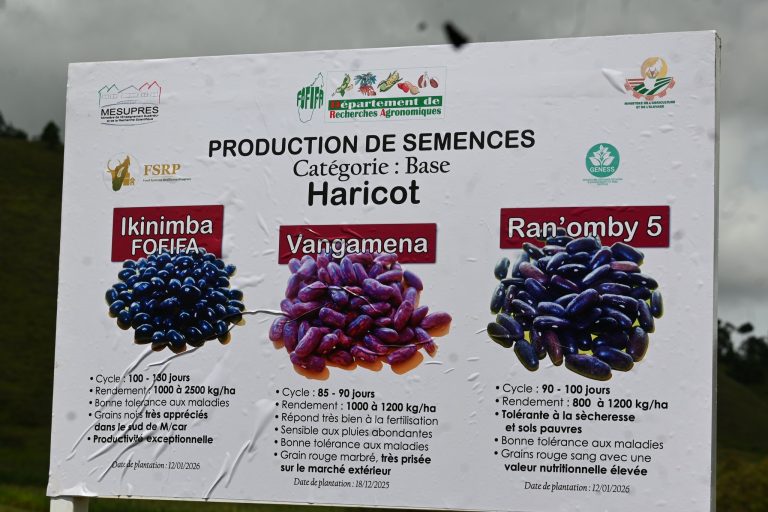 MESUPRES
FOFIFA
Département de
Recherches Agronomiques
PRODUCTION DE SEMENCES
Catégorie : Base
Haricot
FSRP
GENESS
Ikinimba
FOFIFA
• Cycle : 100 - 150 jours
• Rendement : 1000 à 2500 kg/ha
• Bonne tolérance aux maladies
• Grains noirs très appréciés
dans le sud de M/car
• Productivité exceptionnelle
Date de plantation : 12/01/2026
Vangamena
• Cycle : 85 - 90 jours
• Rendement : 1000 à 1200 kg/ha
• Répond très bien à la fertilisation
• Sensible aux pluies abondantes
• Bonne tolérance aux maladies
• Grain rouge marbré, très prisée
sur le marché extérieur
Date de plantation : 18/12/2025
Ran'omby 5
• Cycle : 90 - 100 jours
• Rendement : 800 à 1200 kg/ha
• Tolérante à la sècheresse
et sols pauvres
• Bonne tolérance aux maladies
• Grains rouge sang avec une
valeur nutritionnelle élevée
Date de plantation : 12/01/2026